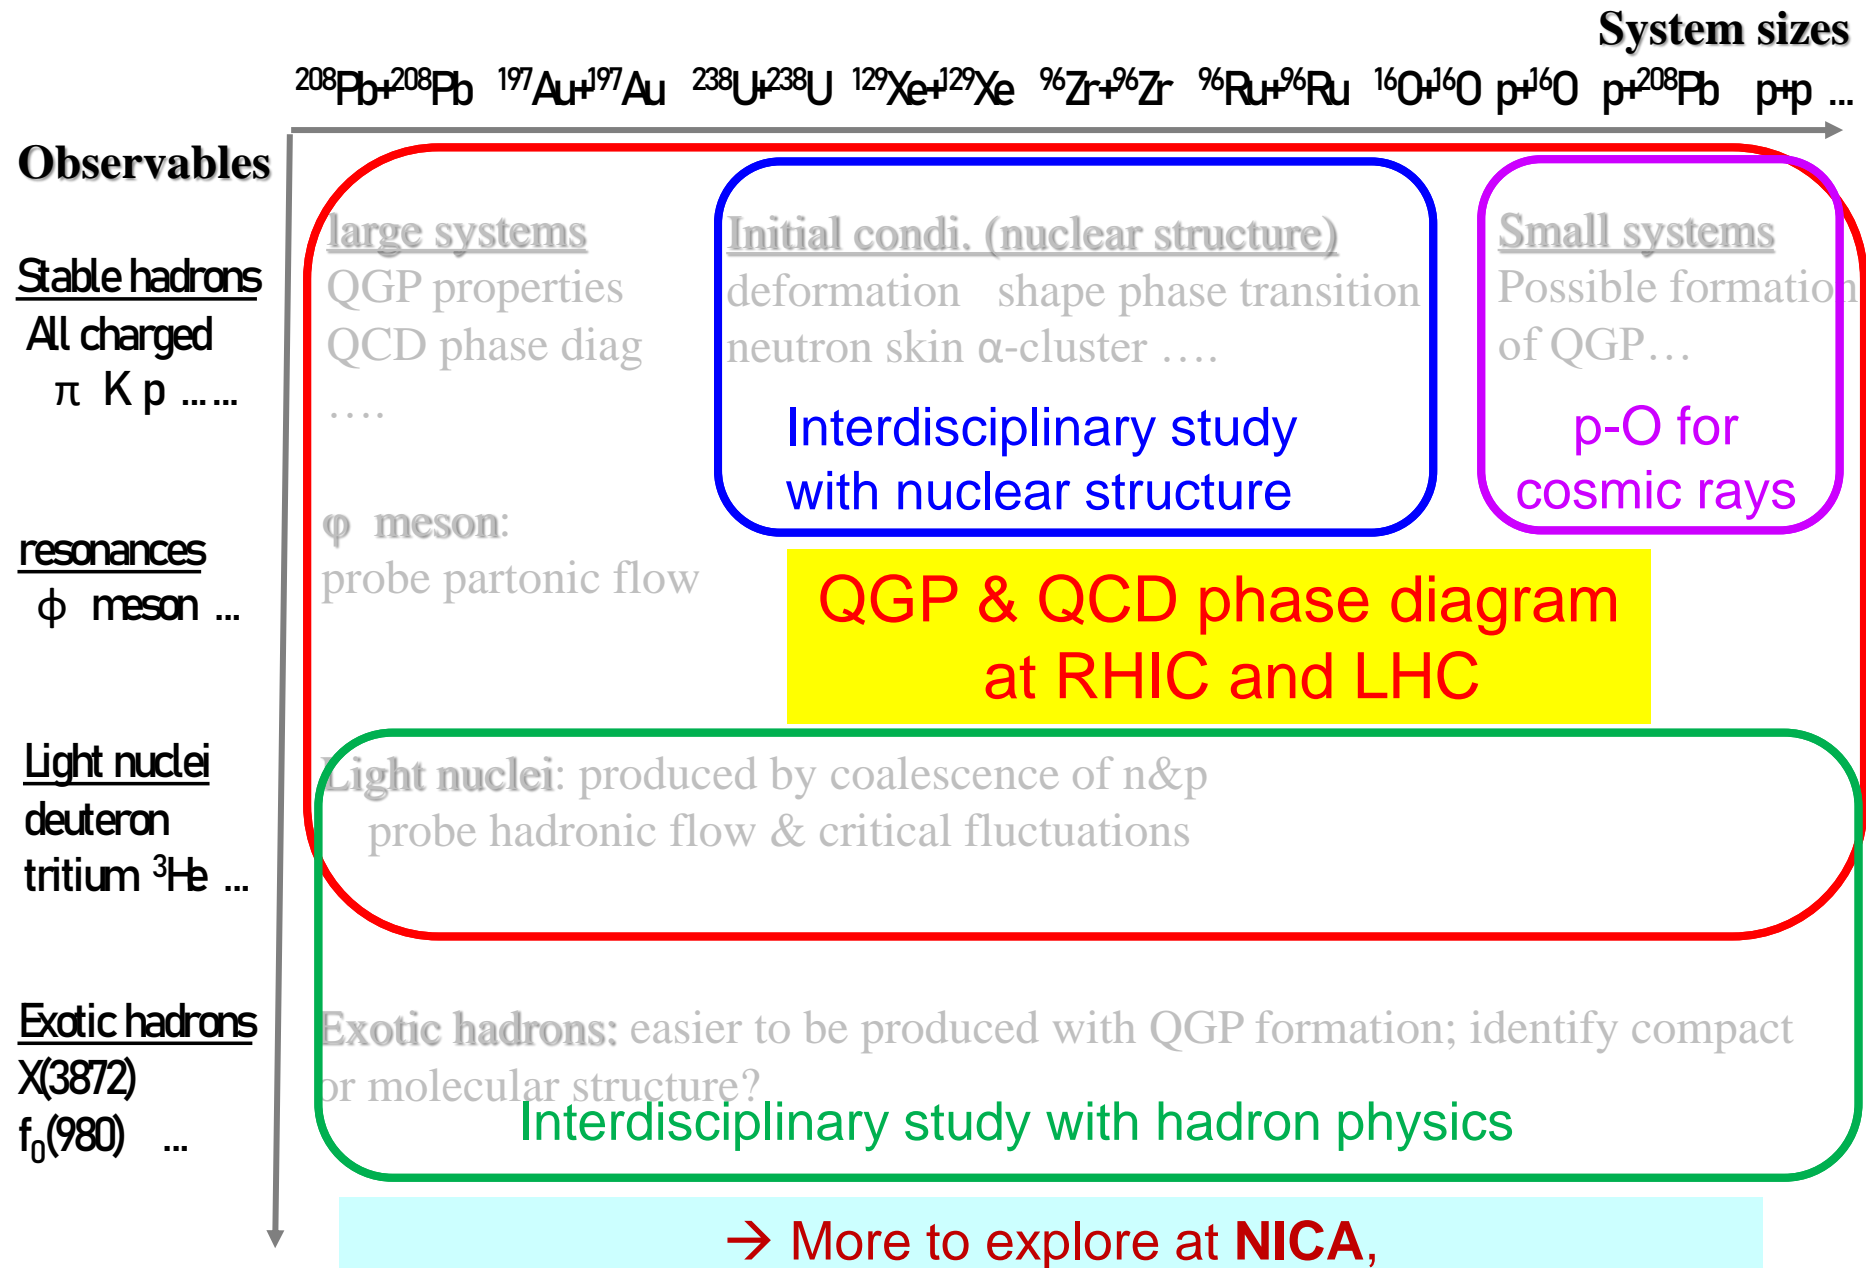 System sizes
²⁰⁸Pb+²⁰⁸Pb ¹⁹⁷Au+¹⁹⁷Au ²³⁸U+²³⁸U ¹²⁹Xe+¹²⁹Xe ⁹⁶Zr+⁹⁶Zr ⁹⁶Ru+⁹⁶Ru ¹⁶O+¹⁶O p+¹⁶O p+²⁰⁸Pb p+p ...
Observables
Stable hadrons
All charged
π K p ... ...
resonances
ϕ meson ...
Light nuclei
deuteron
tritium ³He ...
Exotic hadrons
X(3872)
f₀(980) ...
large systems
QGP properties
QCD phase diag
....
φ meson:
probe partonic flow
Initial condi. (nuclear structure)
deformation shape phase transition
neutron skin α-cluster ....
Interdisciplinary study
with nuclear structure
Small systems
Possible formation
of QGP...
p-O for
cosmic rays
QGP & QCD phase diagram
at RHIC and LHC
Light nuclei: produced by coalescence of n&p
probe hadronic flow & critical fluctuations
Exotic hadrons: easier to be produced with QGP formation; identify compact
or molecular structure?
Interdisciplinary study with hadron physics
→ More to explore at NICA,